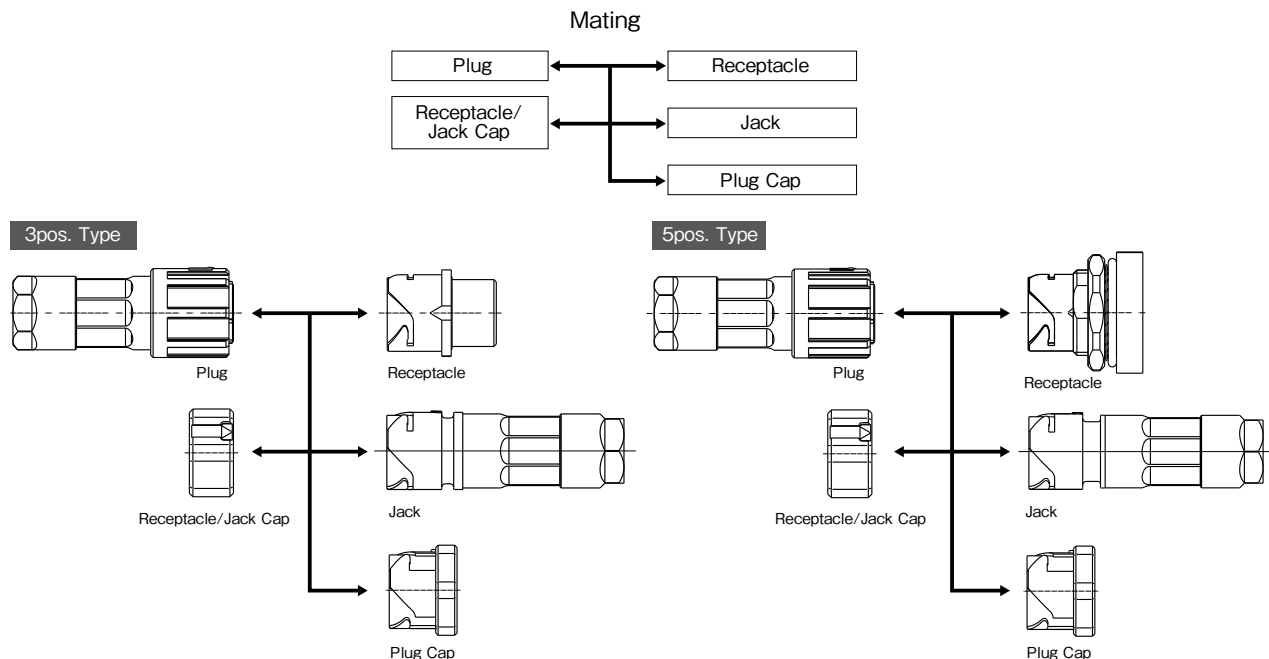 Mating
Plug
Receptacle
Receptacle/
Jack Cap
Jack
Plug Cap
3pos. Type
Plug
Receptacle
Receptacle/Jack Cap
Jack
Plug Cap
5pos. Type
Plug
Receptacle
Receptacle/Jack Cap
Jack
Plug Cap